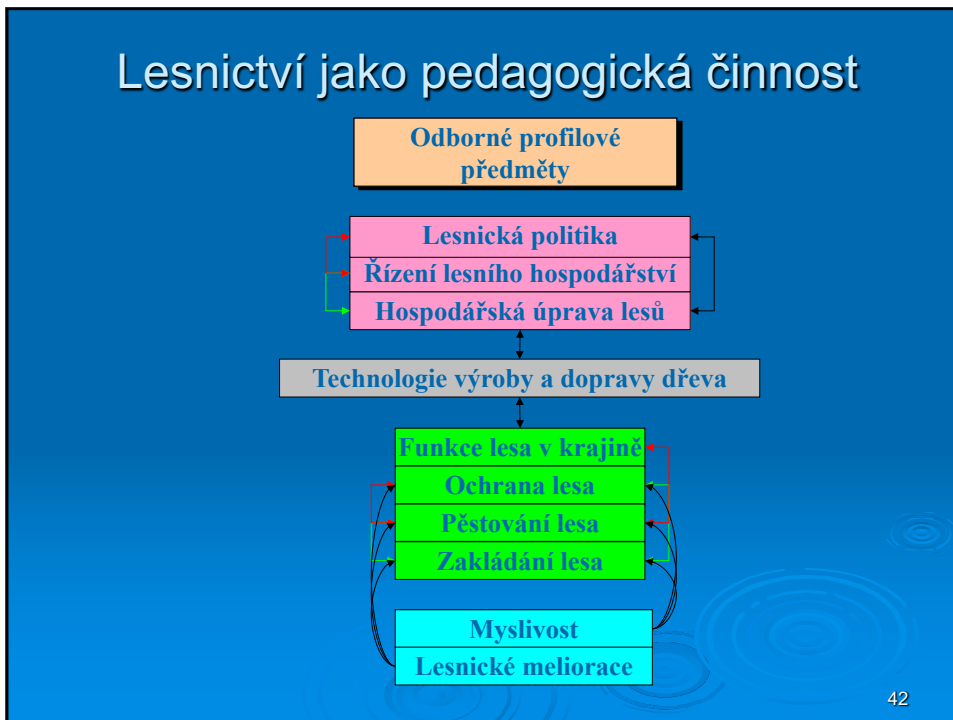 Lesnictví jako pedagogická činnost
Odborné profilové
předměty
Lesnická politika
Řízení lesního hospodářství
Hospodářská úprava lesů
Technologie výroby a dopravy dřeva
Funkce lesa v krajině
Ochrana lesa
Pěstování lesa
Zakládání lesa
Myslivost
Lesnické meliorace
42